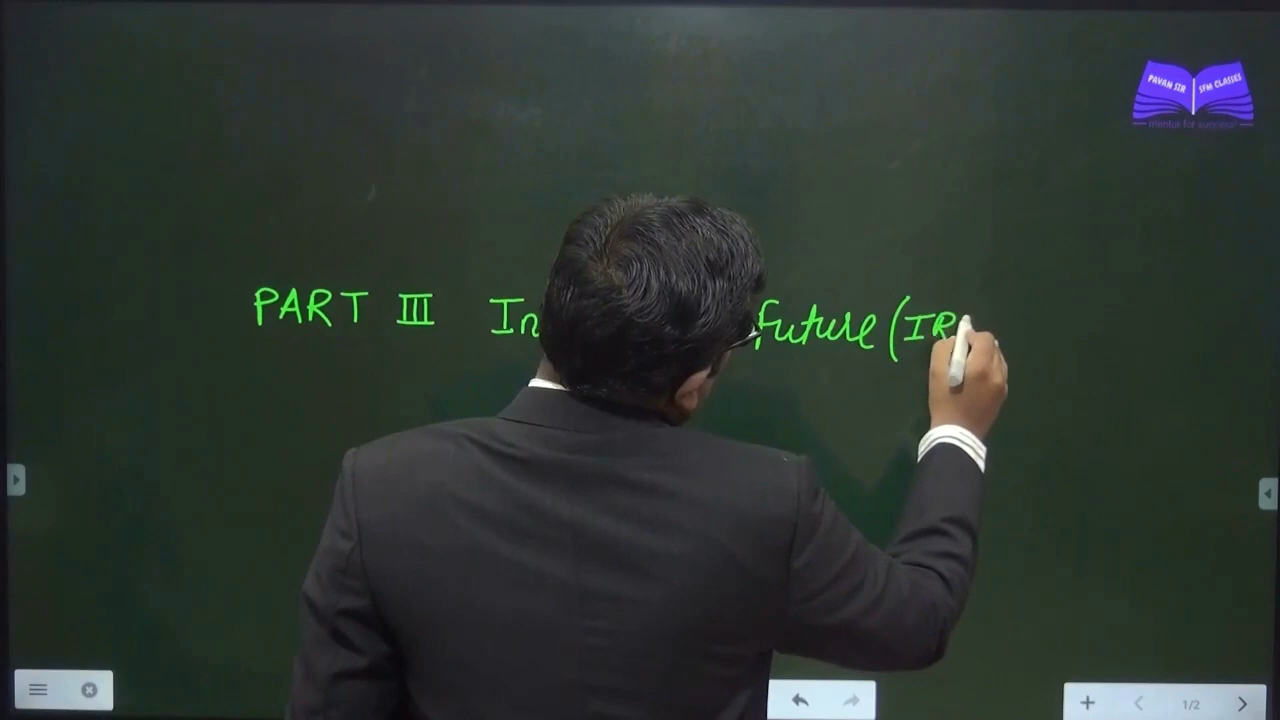 PAVAN SIR SFM CLASSES
mentor for success
PART III In future (IR
1/2